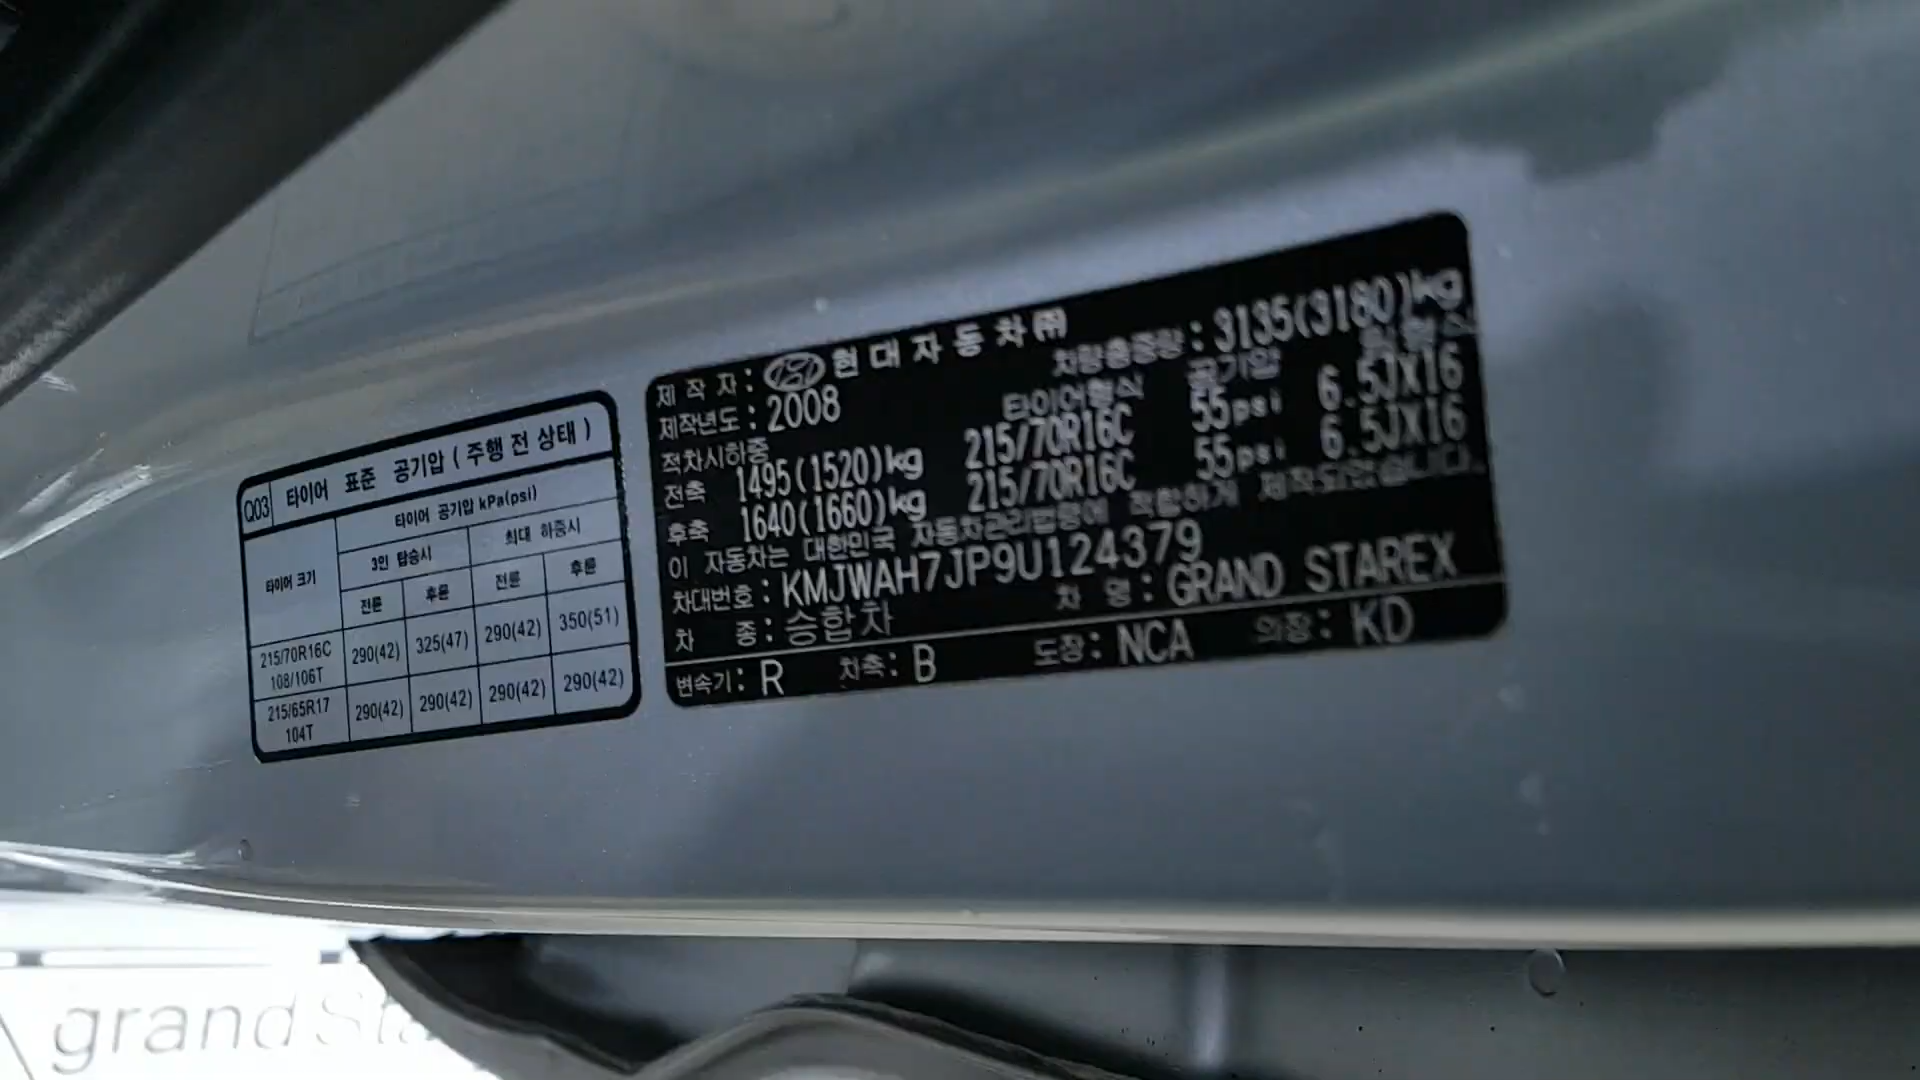 Q03 타이어 표준 공기압 ( 주행 전 상태 )
타이어 크기
타이어 공기압 kPa(psi)
3인 탑승시 최대 하중시
전륜 후륜 전륜 후륜
215/70R16C 108/106T 290(42) 325(47) 290(42) 350(51)
215/65R17 104T 290(42) 290(42) 290(42) 290(42)
제 작 자 : 현 대 자 동 차 ㈜
제작년도 : 2008 차량총중량 : 3135(3180)kg
적차시하중 타이어형식 공기압
전축 1495(1520)kg 215/70R16C 55psi 6.5JX16
후축 1640(1660)kg 215/70R16C 55psi 6.5JX16
이 자동차는 대한민국 자동차관리법령에 적합하게 제작되었습니다.
차대번호 : KMJWAH7JP9U124379
차 종 : 승합차 차 명 : GRAND STAREX
변속기 : R 차축 : B 도장 : NCA 의장 : KD
grand Sta